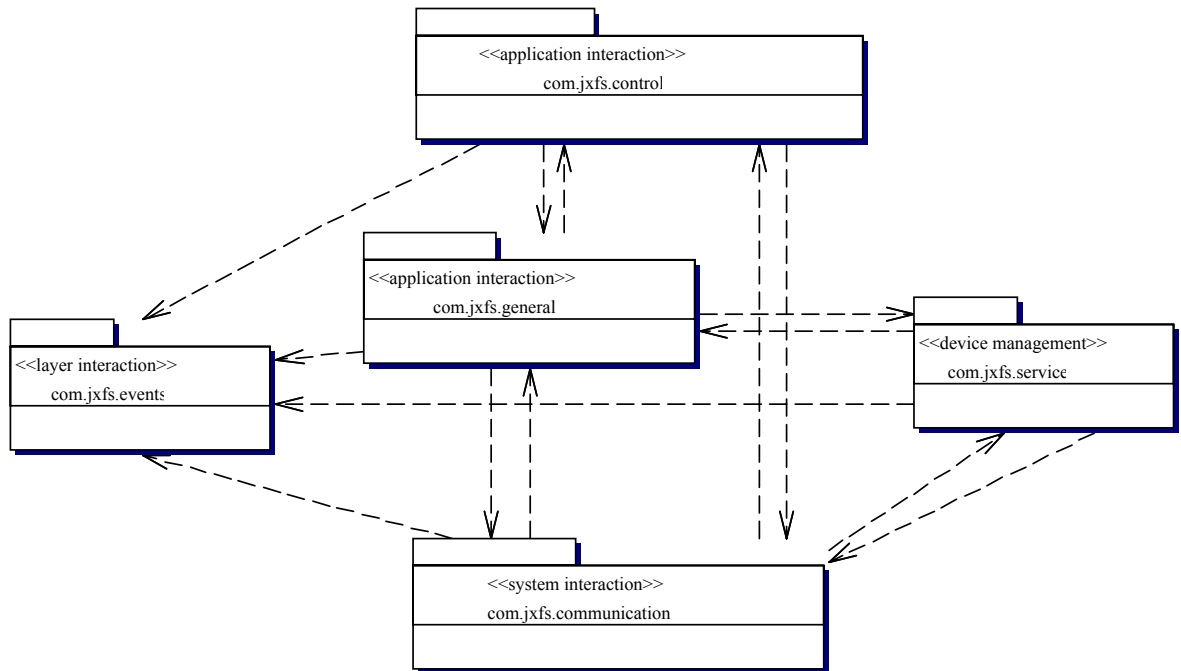 <<application interaction>>
com.jxfs.control
<<application interaction>>
com.jxfs.general
<<layer interaction>>
com.jxfs.events
<<device management>>
com.jxfs.service
<<system interaction>>
com.jxfs.communication